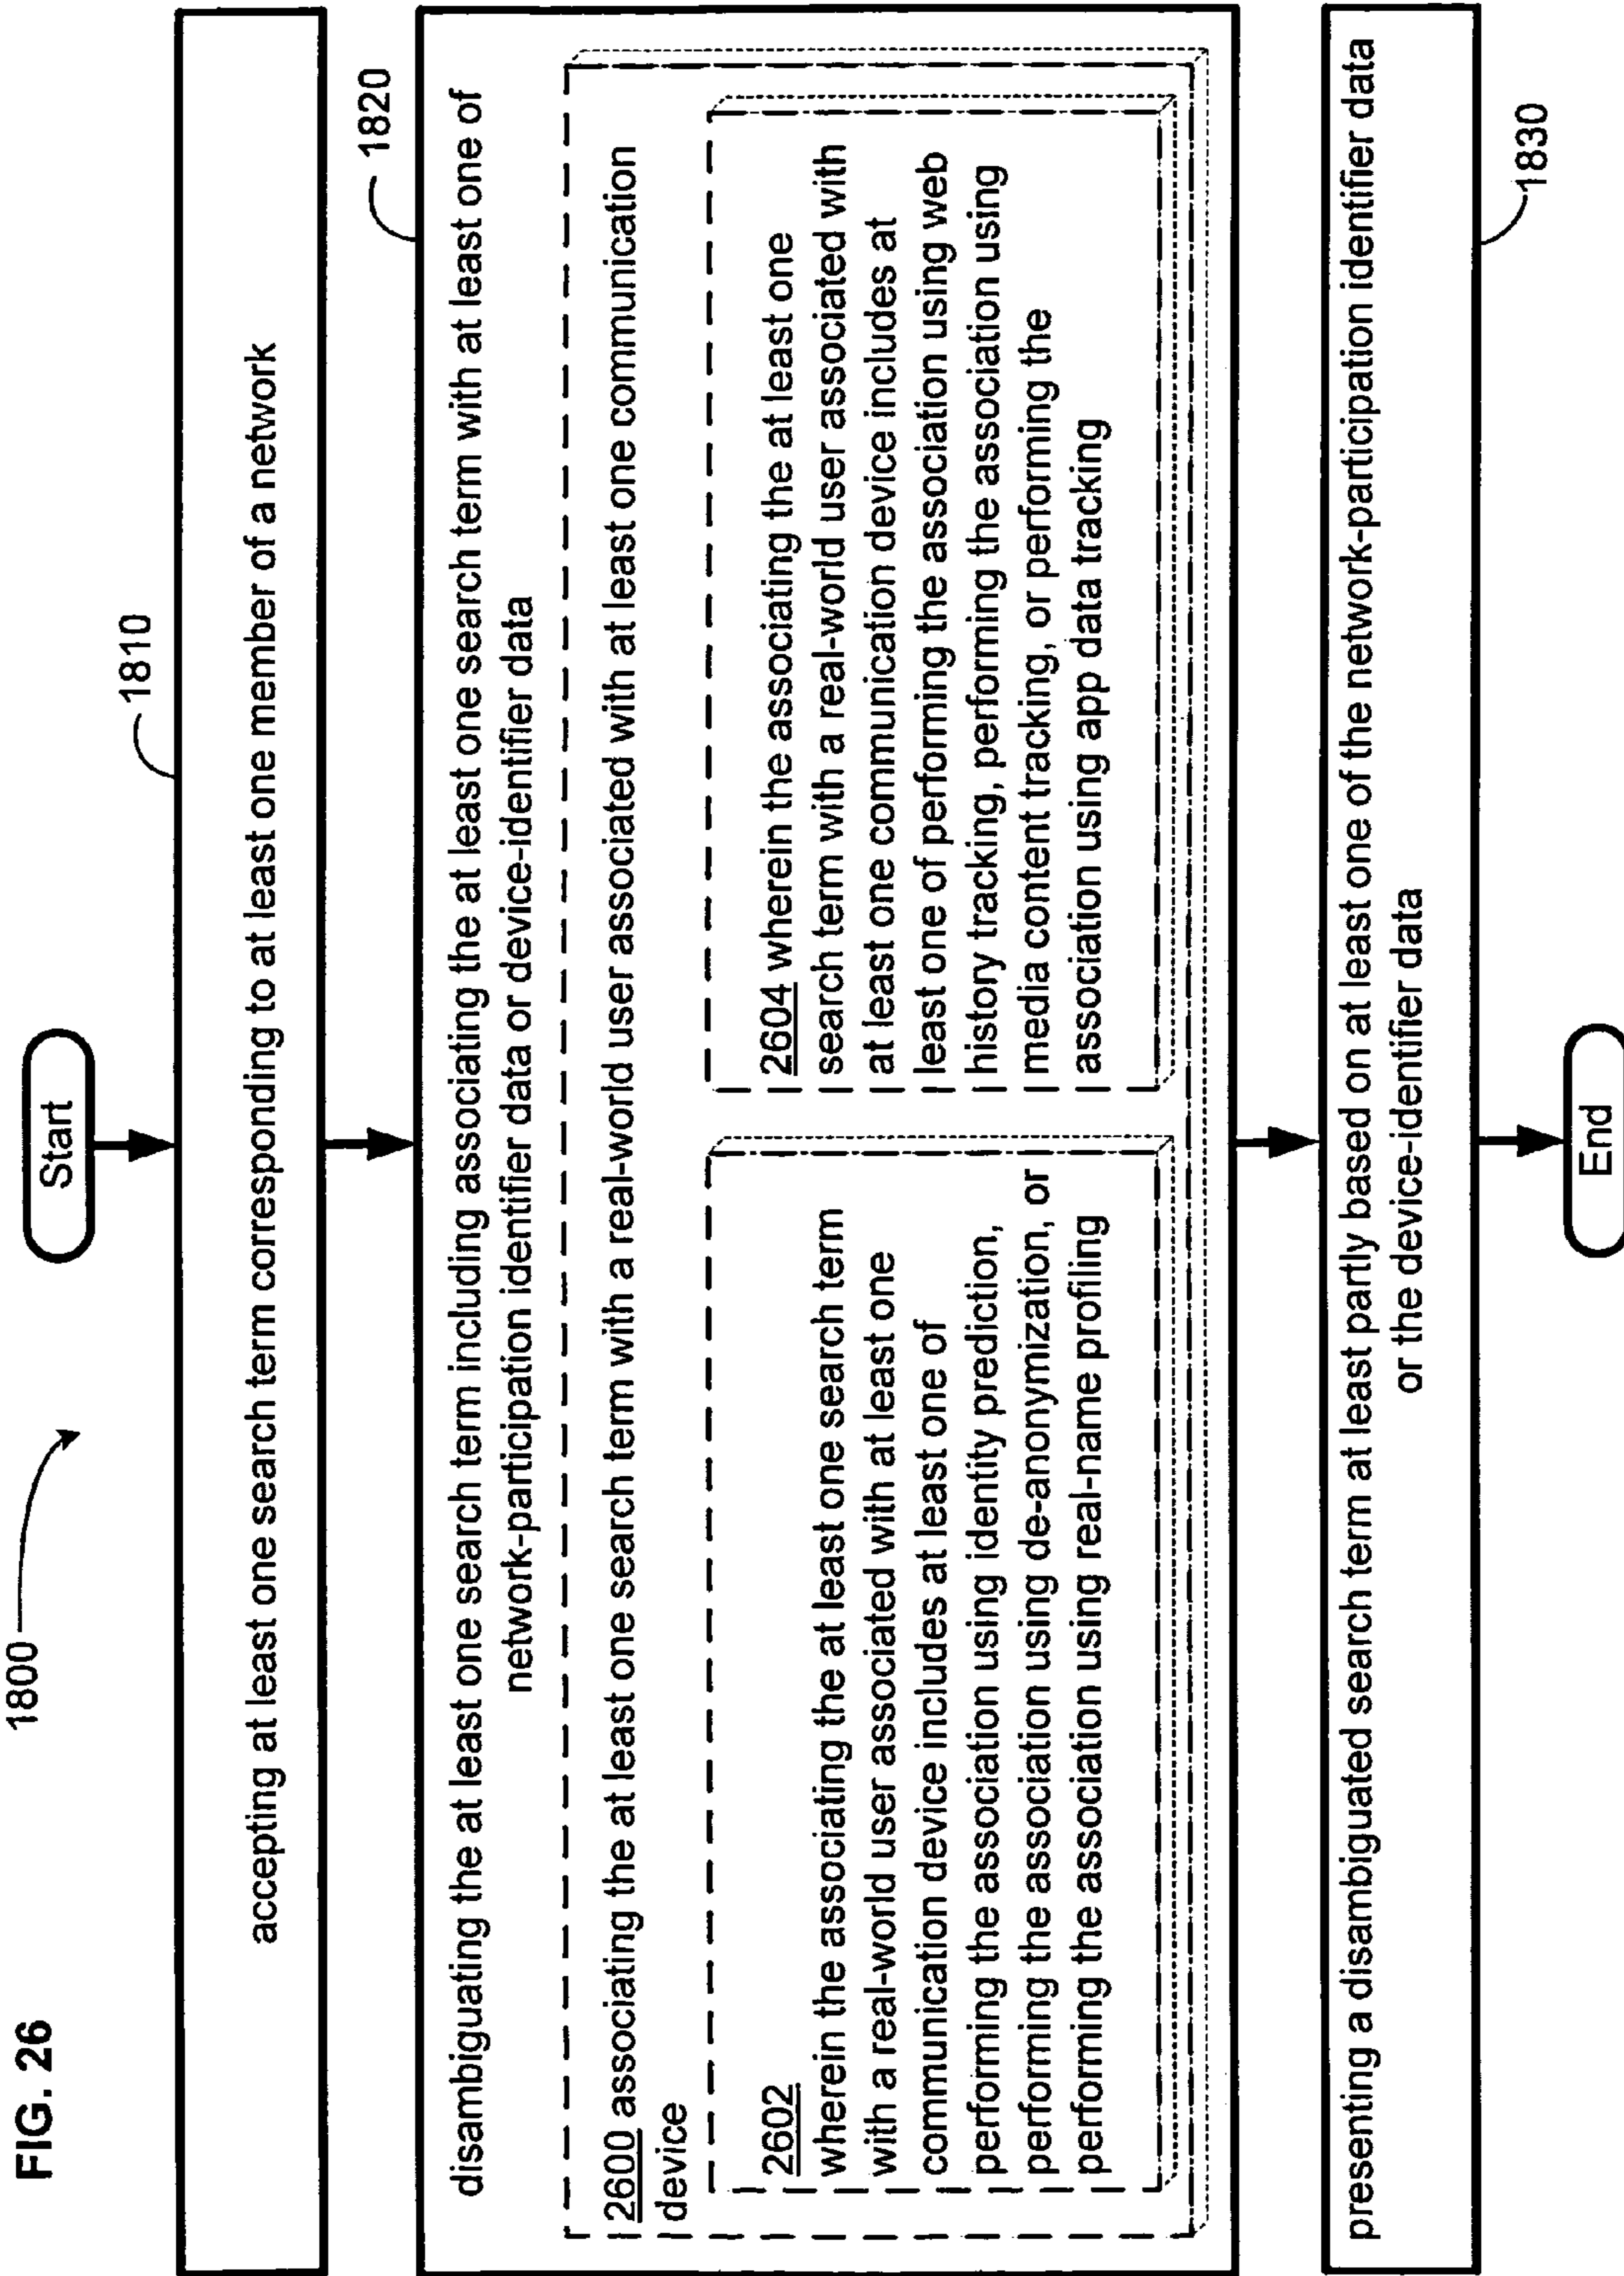 FIG. 26
1800
Start
1810
accepting at least one search term corresponding to at least one member of a network
1820
disambiguating the at least one search term including associating the at least one search term with at least one of
network-participation identifier data or device-identifier data
2600 associating the at least one search term with a real-world user associated with at least one communication
device
2602
wherein the associating the at least one search term
with a real-world user associated with at least one
communication device includes at least one of
performing the association using identity prediction,
performing the association using de-anonymization, or
performing the association using real-name profiling
2604 wherein the associating the at least one
search term with a real-world user associated with
at least one communication device includes at
least one of performing the association using web
history tracking, performing the association using
media content tracking, or performing the
association using app data tracking
presenting a disambiguated search term at least partly based on at least one of the network-participation identifier data
or the device-identifier data
1830
End